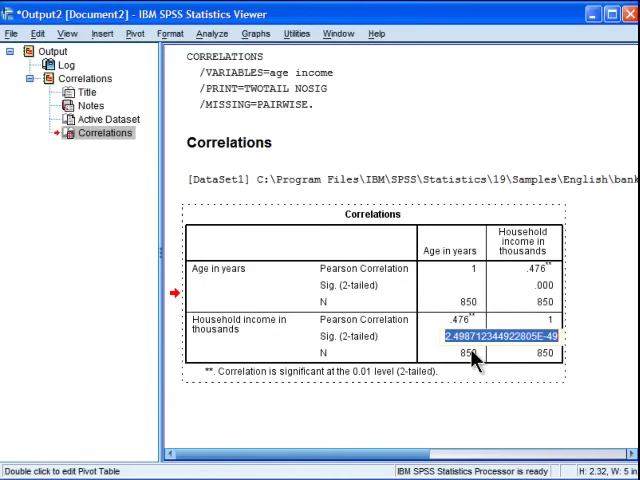 *Output2 [Document2] - IBM SPSS Statistics Viewer
File Edit View Insert Pivot Format Analyze Graphs Utilities Window Help
Output
Log
Correlations
Title
Notes
Active Dataset
Correlations
CORRELATIONS
/VARIABLES=age income
/PRINT=TWOTAIL NOSIG
/MISSING=PAIRWISE.
Correlations
[DataSet1] C:\Program Files\IBM\SPSS\Statistics\19\Samples\English\bank
Correlations
Age in years Household income in thousands
Age in years Pearson Correlation 1 .476**
Sig. (2-tailed) .000
N 850 850
Household income in thousands Pearson Correlation .476** 1
Sig. (2-tailed) 2.498712344922805E-49
N 850 850
**. Correlation is significant at the 0.01 level (2-tailed).
Double click to edit Pivot Table IBM SPSS Statistics Processor is ready H: 2.32, W: 5 in